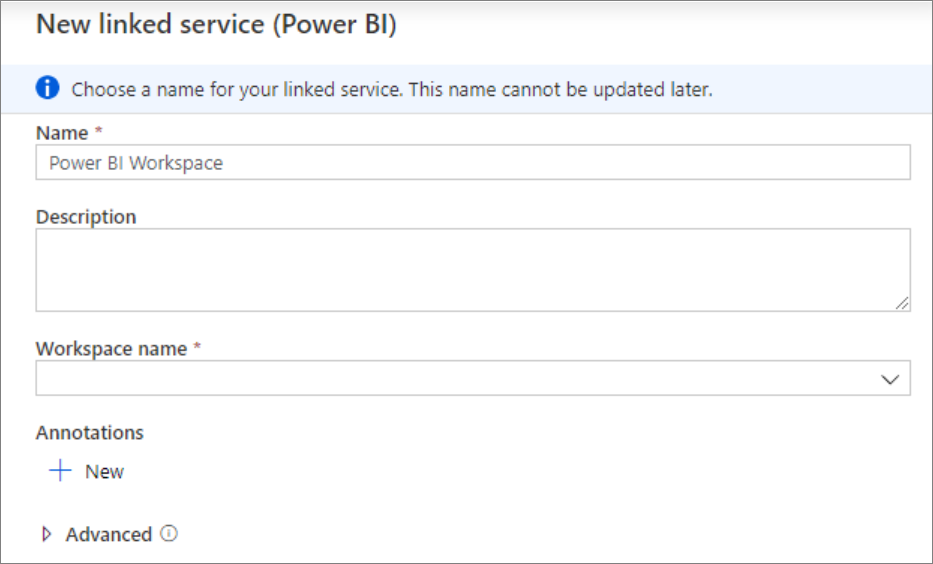 New linked service (Power BI)
Choose a name for your linked service. This name cannot be updated later.
Name *
Power BI Workspace
Description
Workspace name *
Annotations
New
Advanced